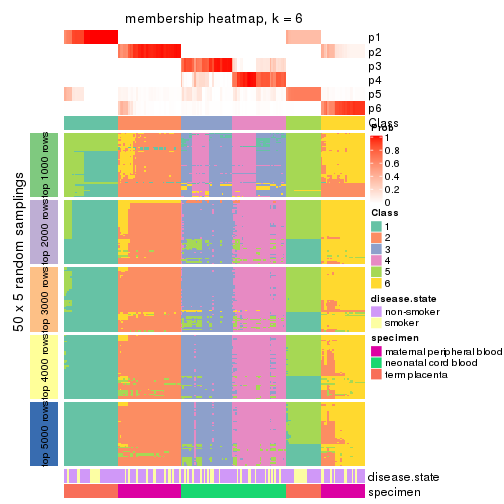 membership heatmap, k = 6
p1
p2
p3
p4
p5
p6
Class
50 x 5 random samplings
top 1000 rows
top 2000 rows
top 3000 rows
top 4000 rows
top 5000 rows
Prob
1
0.8
0.6
0.4
0.2
0
Class
1
2
3
4
5
6
disease.state
non-smoker
smoker
specimen
maternal peripheral blood
neonatal cord blood
term placenta
disease.state
specimen